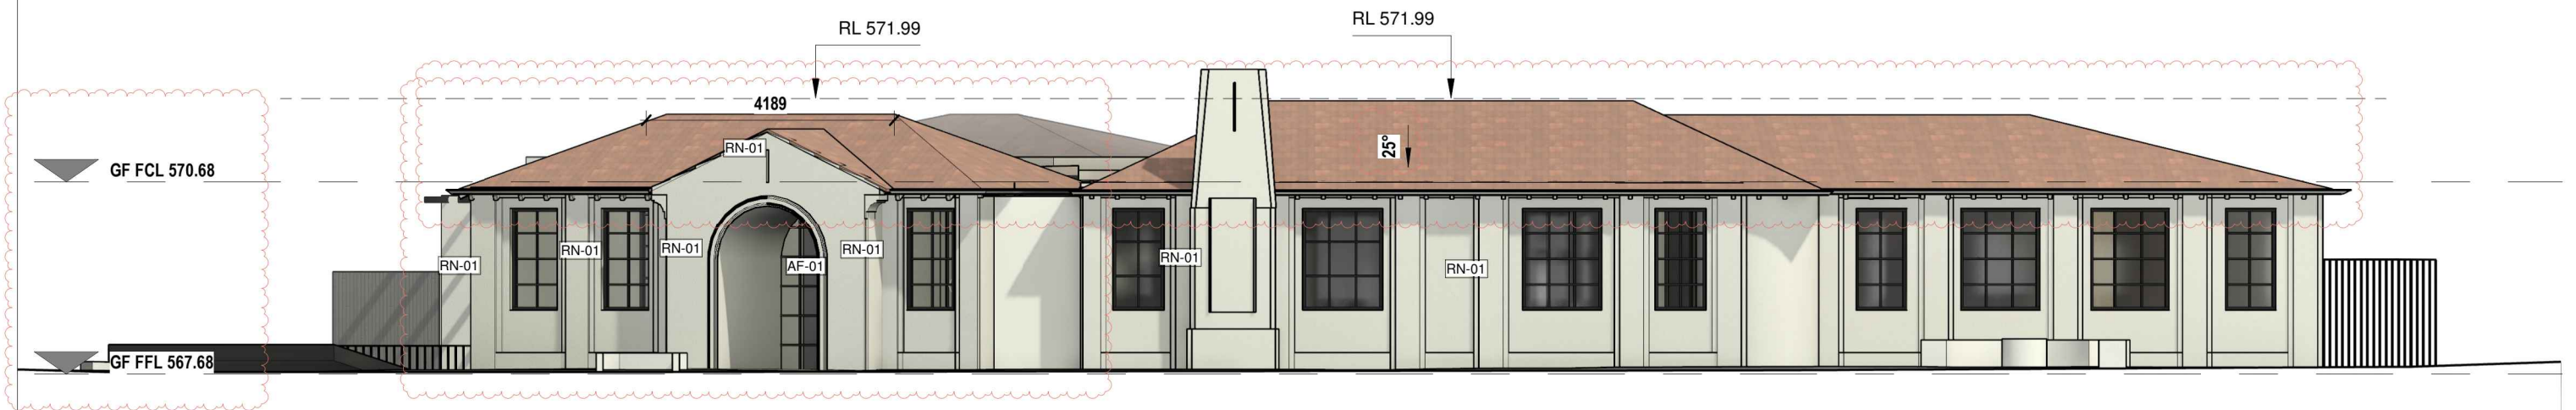 RL 571.99
RL 571.99
4189
RN-01
25°
GF FCL 570.68
RN-01
RN-01
RN-01
RN-01
AF-01
RN-01
RN-01
GF FFL 567.68